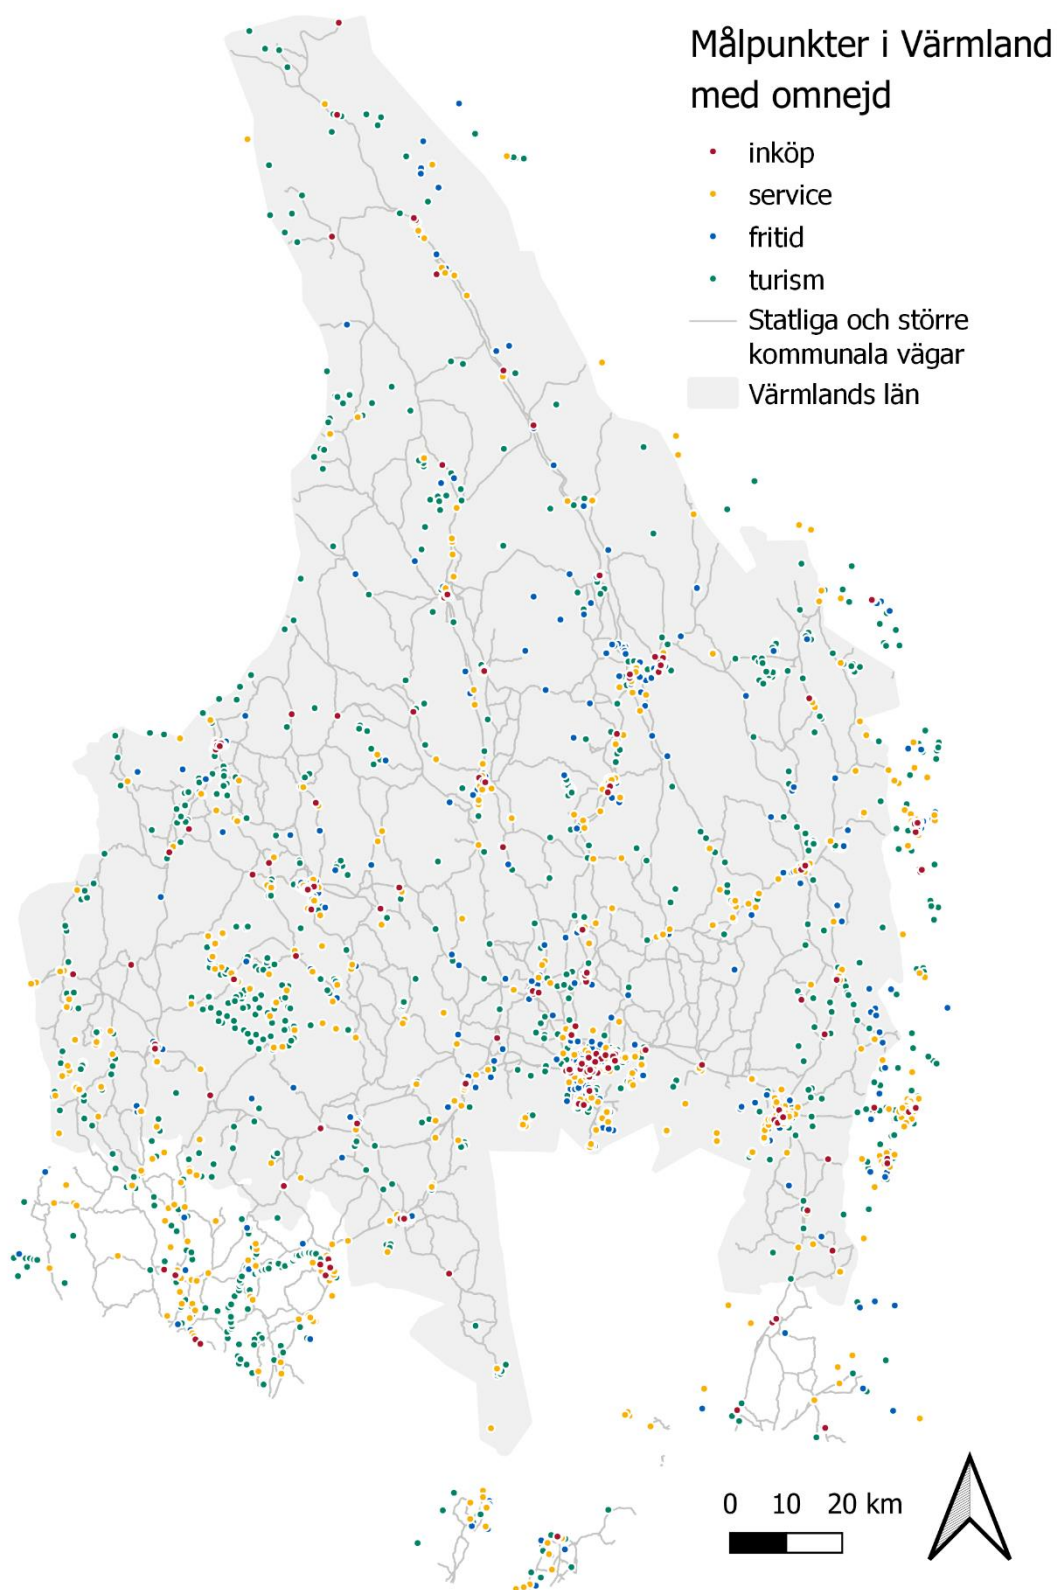 Målpunkter i Värmland
med omnejd
inköp
service
fritid
turism
Statliga och större
kommunala vägar
Värmlands län
0 10 20 km